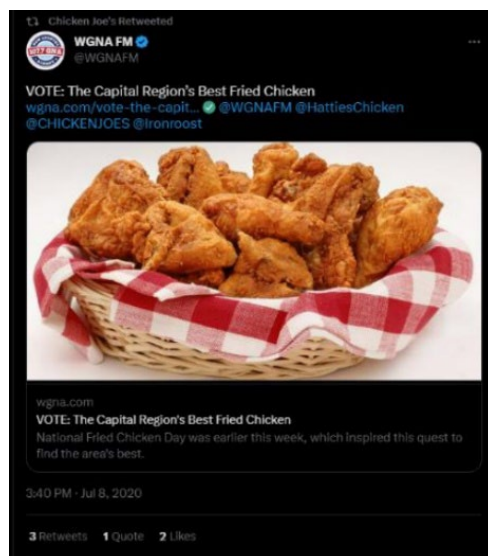 Chicken Joe's Retweeted
WGNA FM
@WGNAFM
VOTE: The Capital Region's Best Fried Chicken
wgna.com/vote-the-capit... @WGNAFM @HattiesChicken
@CHICKENJOES @Ironroost
wgna.com
VOTE: The Capital Region's Best Fried Chicken
National Fried Chicken Day was earlier this week, which inspired this quest to
find the area's best.
3:40 PM · Jul 8, 2020
3 Retweets 1 Quote 2 Likes